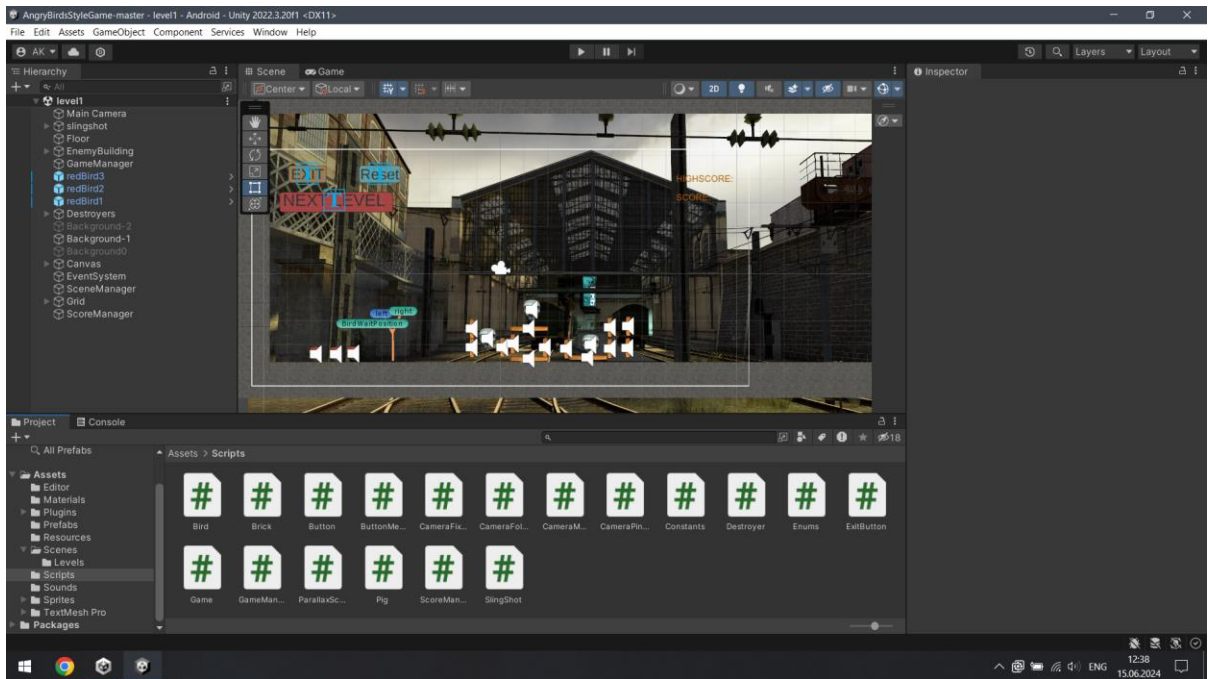 AngryBirdsStyleGame-master - level1 - Android - Unity 2022.3.20f1 <DX11>
File Edit Assets GameObject Component Services Window Help
AK Layers Layout
Hierarchy
Scene Game
Inspector
All
Center Local 2D
level1
Main Camera
slingshot
Floor
EnemyBuilding
GameManager
redBird3
redBird2
redBird1
Destroyers
Background-2
Background-1
Background0
Canvas
EventSystem
SceneManager
Grid
ScoreManager
EXIT Reset
NEXT LEVEL
HIGHSCORE:
SCORE:
left right
BirdWaitPosition
Project Console
18
All Prefabs
Assets > Scripts
Assets
Editor
Materials
Plugins
Prefabs
Resources
Scenes
Levels
Scripts
Sounds
Sprites
TextMesh Pro
Packages
Bird Brick Button ButtonMe... CameraFix... CameraFol... CameraM... CameraPin... Constants Destroyer Enums ExitButton
Game GameMan... ParallaxSc... Pig ScoreMan... SlingShot
ENG
12:38
15.06.2024